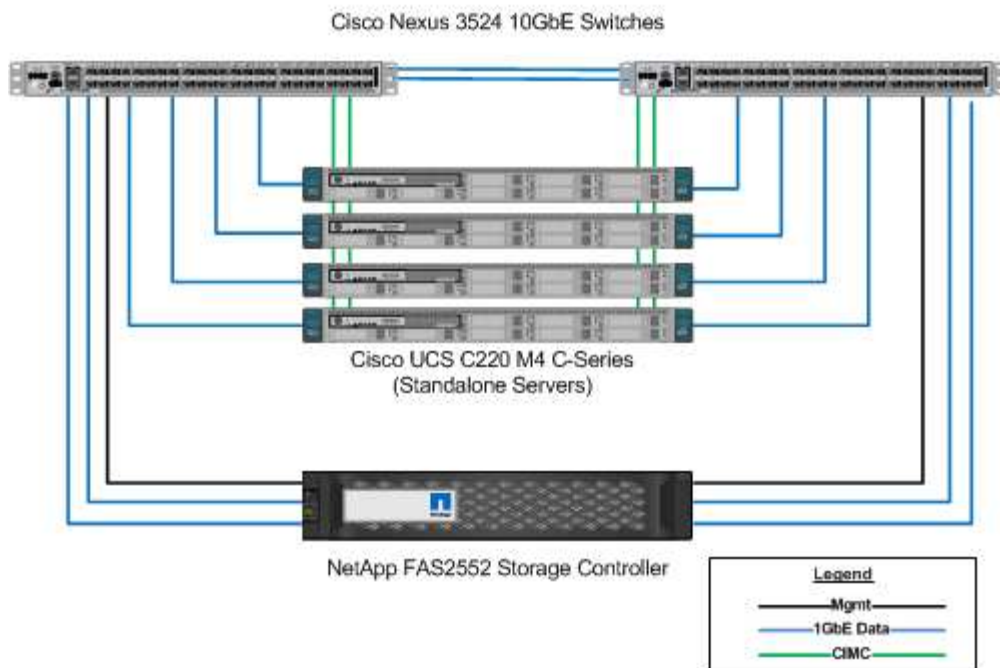 Cisco Nexus 3524 10GbE Switches
Cisco UCS C220 M4 C-Series
(Standalone Servers)
NetApp FAS2552 Storage Controller
Legend
Mgmt
1GbE Data
CIMC